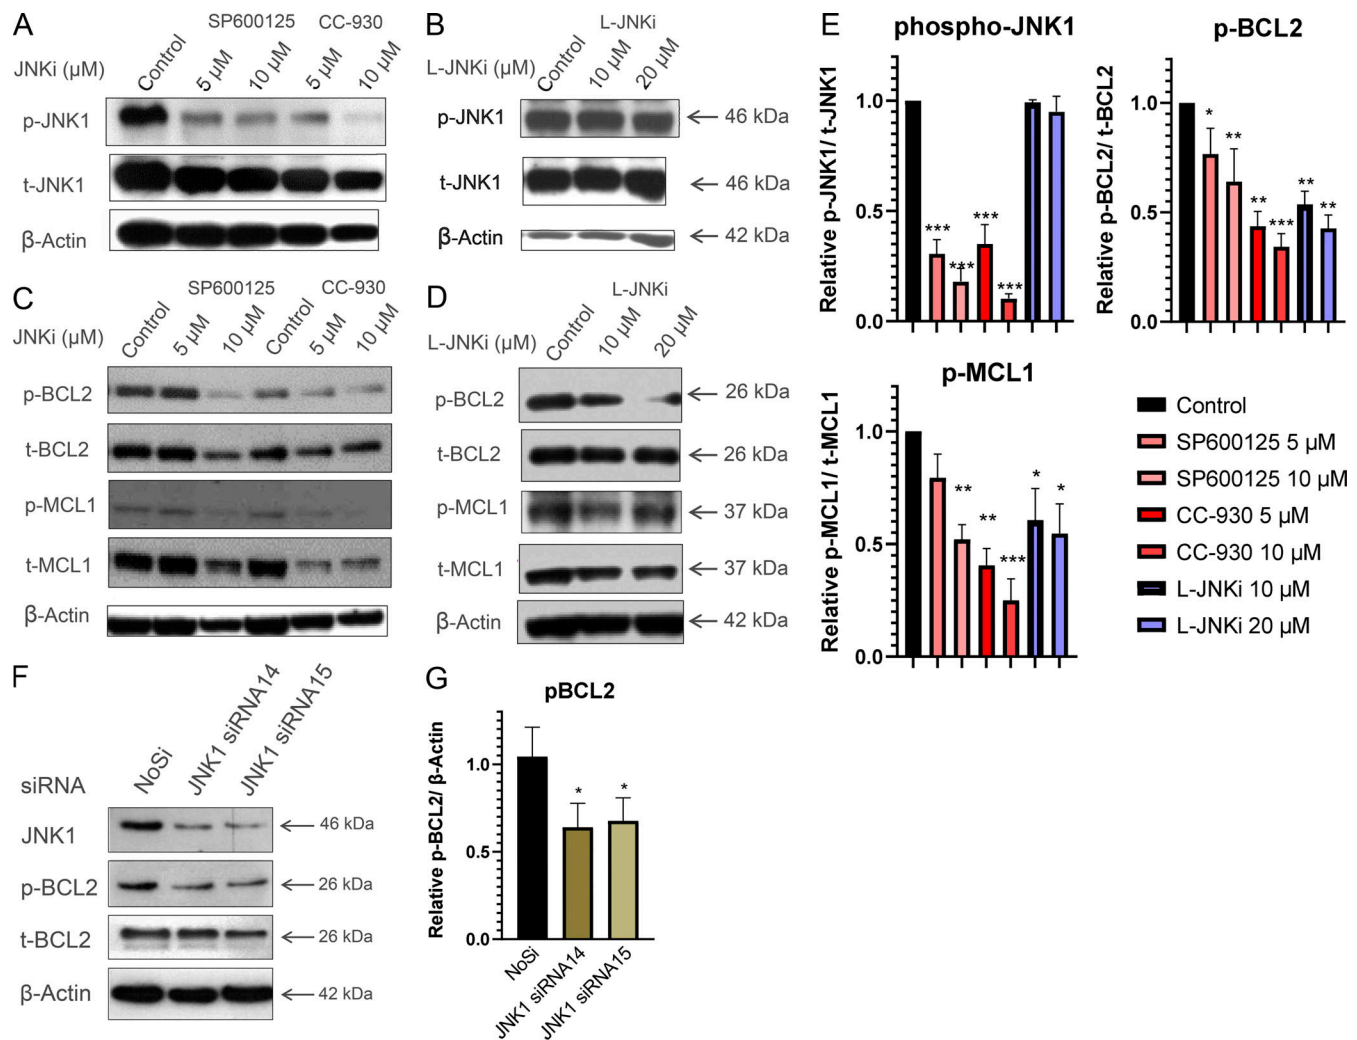 A
SP600125 CC-930
JNKi (µM) Control 5 µM 10 µM 5 µM 10 µM
p-JNK1
t-JNK1
β-Actin
B
L-JNKi
L-JNKi (µM) Control 10 µM 20 µM
p-JNK1 ← 46 kDa
t-JNK1 ← 46 kDa
β-Actin ← 42 kDa
C
SP600125 CC-930
JNKi (µM) Control 5 µM 10 µM Control 5 µM 10 µM
p-BCL2
t-BCL2
p-MCL1
t-MCL1
β-Actin
D
L-JNKi
L-JNKi (µM) Control 10 µM 20 µM
p-BCL2 ← 26 kDa
t-BCL2 ← 26 kDa
p-MCL1 ← 37 kDa
t-MCL1 ← 37 kDa
β-Actin ← 42 kDa
E
phospho-JNK1
Relative p-JNK1/ t-JNK1
1.0
0.5
0.0
*** *** *** ***
p-BCL2
Relative p-BCL2/ t-BCL2
1.0
0.5
0.0
* ** ** *** ** **
p-MCL1
Relative p-MCL1/ t-MCL1
1.0
0.5
0.0
** ** *** * *
Control
SP600125 5 µM
SP600125 10 µM
CC-930 5 µM
CC-930 10 µM
L-JNKi 10 µM
L-JNKi 20 µM
F
siRNA NoSi JNK1 siRNA14 JNK1 siRNA15
JNK1 ← 46 kDa
p-BCL2 ← 26 kDa
t-BCL2 ← 26 kDa
β-Actin ← 42 kDa
G
pBCL2
Relative p-BCL2/ β-Actin
1.0
0.5
0.0
* *
NoSi JNK1 siRNA14 JNK1 siRNA15